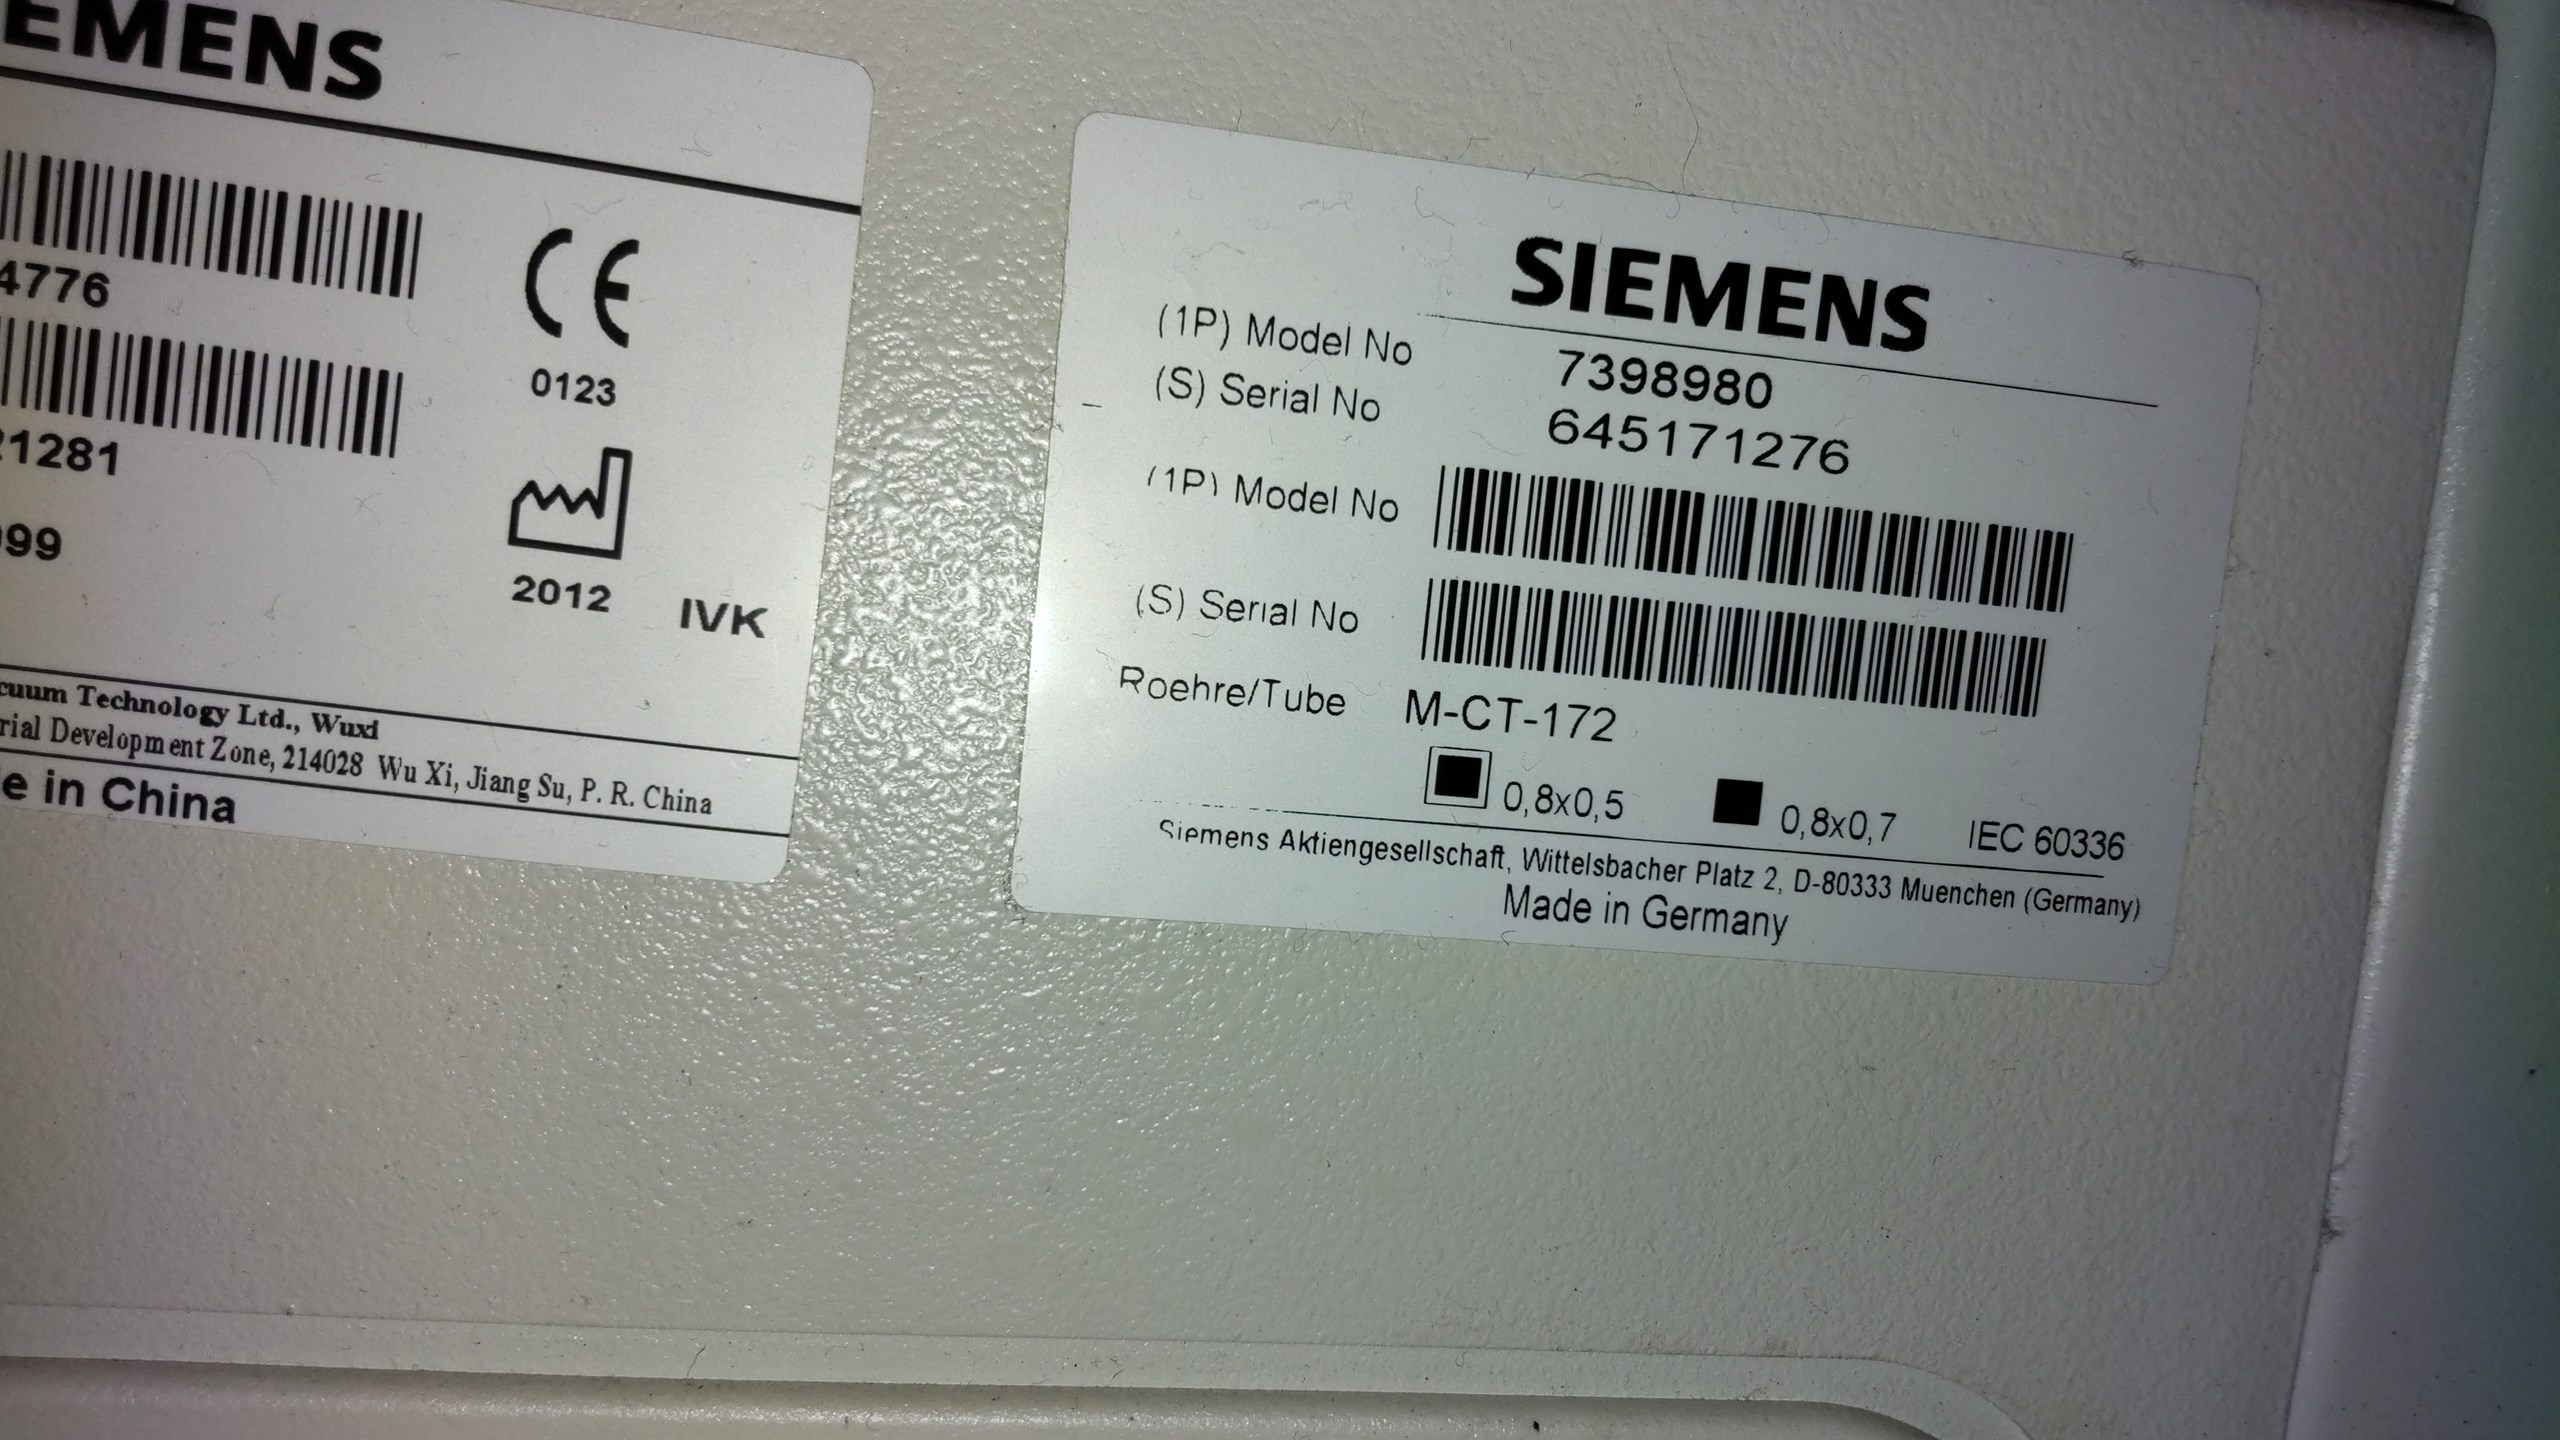 EMENS
4776
0123
1281
99
2012 IVK
cuum Technology Ltd., Wuxi
rial Development Zone, 214028 Wu Xi, Jiang Su, P. R. China
e in China
SIEMENS
(1P) Model No 7398980
(S) Serial No 645171276
(1P) Model No
(S) Serial No
Roehre/Tube M-CT-172
0,8x0,5 0,8x0,7 IEC 60336
Siemens Aktiengesellschaft, Wittelsbacher Platz 2, D-80333 Muenchen (Germany)
Made in Germany